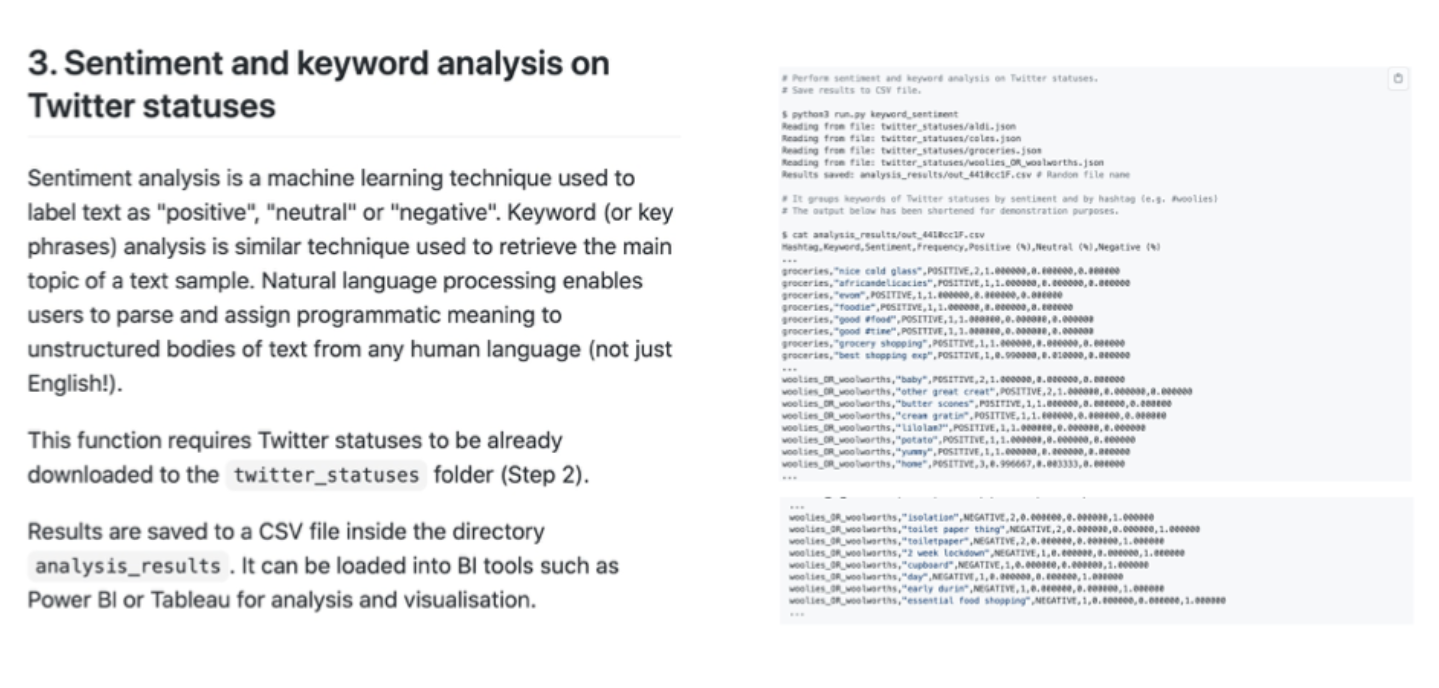 3. Sentiment and keyword analysis on
Twitter statuses
Sentiment analysis is a machine learning technique used to
label text as "positive", "neutral" or "negative". Keyword (or key
phrases) analysis is similar technique used to retrieve the main
topic of a text sample. Natural language processing enables
users to parse and assign programmatic meaning to
unstructured bodies of text from any human language (not just
English!).
This function requires Twitter statuses to be already
downloaded to the twitter_statuses folder (Step 2).
Results are saved to a CSV file inside the directory
analysis_results . It can be loaded into BI tools such as
Power BI or Tableau for analysis and visualisation.
# Perform sentiment and keyword analysis on Twitter statuses.
# Save results to CSV file.
$ python3 run.py keyword_sentiment
Reading from file: twitter_statuses/aldi.json
Reading from file: twitter_statuses/coles.json
Reading from file: twitter_statuses/groceries.json
Reading from file: twitter_statuses/woolies_OR_woolworths.json
Results saved: analysis_results/out_4410cc1F.csv # Random file name
# It groups keywords of Twitter statuses by sentiment and by hashtag (e.g. #woolies)
# The output below has been shortened for demonstration purposes.
$ cat analysis_results/out_4410cc1F.csv
Hashtag,Keyword,Sentiment,Frequency,Positive (%),Neutral (%),Negative (%)
...
groceries,"nice cold glass",POSITIVE,2,1.000000,0.000000,0.000000
groceries,"africandelicacies",POSITIVE,1,1.000000,0.000000,0.000000
groceries,"ewom",POSITIVE,1,1.000000,0.000000,0.000000
groceries,"foodie",POSITIVE,1,1.000000,0.000000,0.000000
groceries,"good #food",POSITIVE,1,1.000000,0.000000,0.000000
groceries,"good #time",POSITIVE,1,1.000000,0.000000,0.000000
groceries,"grocery shopping",POSITIVE,1,1.000000,0.000000,0.000000
groceries,"best shopping exp",POSITIVE,1,0.990000,0.010000,0.000000
...
woolies_OR_woolworths,"baby",POSITIVE,2,1.000000,0.000000,0.000000
woolies_OR_woolworths,"other great creat",POSITIVE,2,1.000000,0.000000,0.000000
woolies_OR_woolworths,"butter scones",POSITIVE,1,1.000000,0.000000,0.000000
woolies_OR_woolworths,"cream gratin",POSITIVE,1,1.000000,0.000000,0.000000
woolies_OR_woolworths,"lilolam7",POSITIVE,1,1.000000,0.000000,0.000000
woolies_OR_woolworths,"potato",POSITIVE,1,1.000000,0.000000,0.000000
woolies_OR_woolworths,"yummy",POSITIVE,1,1.000000,0.000000,0.000000
woolies_OR_woolworths,"home",POSITIVE,3,0.996667,0.003333,0.000000
...
...
woolies_OR_woolworths,"isolation",NEGATIVE,2,0.000000,0.000000,1.000000
woolies_OR_woolworths,"toilet paper thing",NEGATIVE,2,0.000000,0.000000,1.000000
woolies_OR_woolworths,"toiletpaper",NEGATIVE,2,0.000000,0.000000,1.000000
woolies_OR_woolworths,"2 week lockdown",NEGATIVE,1,0.000000,0.000000,1.000000
woolies_OR_woolworths,"cupboard",NEGATIVE,1,0.000000,0.000000,1.000000
woolies_OR_woolworths,"day",NEGATIVE,1,0.000000,0.000000,1.000000
woolies_OR_woolworths,"early durin",NEGATIVE,1,0.000000,0.000000,1.000000
woolies_OR_woolworths,"essential food shopping",NEGATIVE,1,0.000000,0.000000,1.000000
...